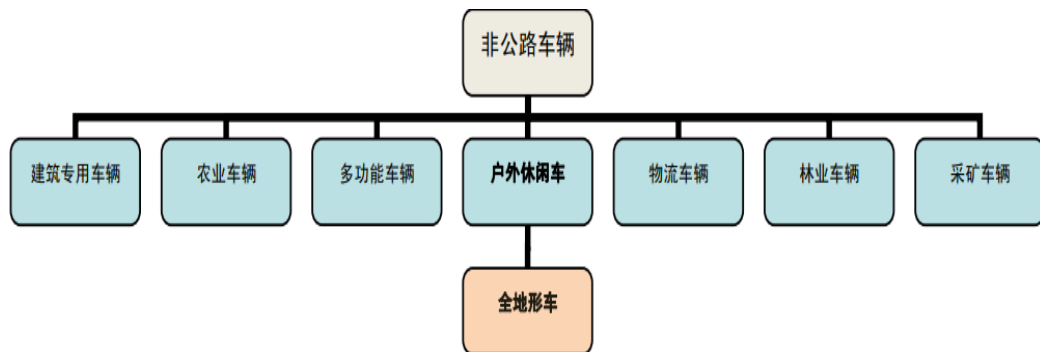 非公路车辆
建筑专用车辆
农业车辆
多功能车辆
户外休闲车
物流车辆
林业车辆
采矿车辆
全地形车